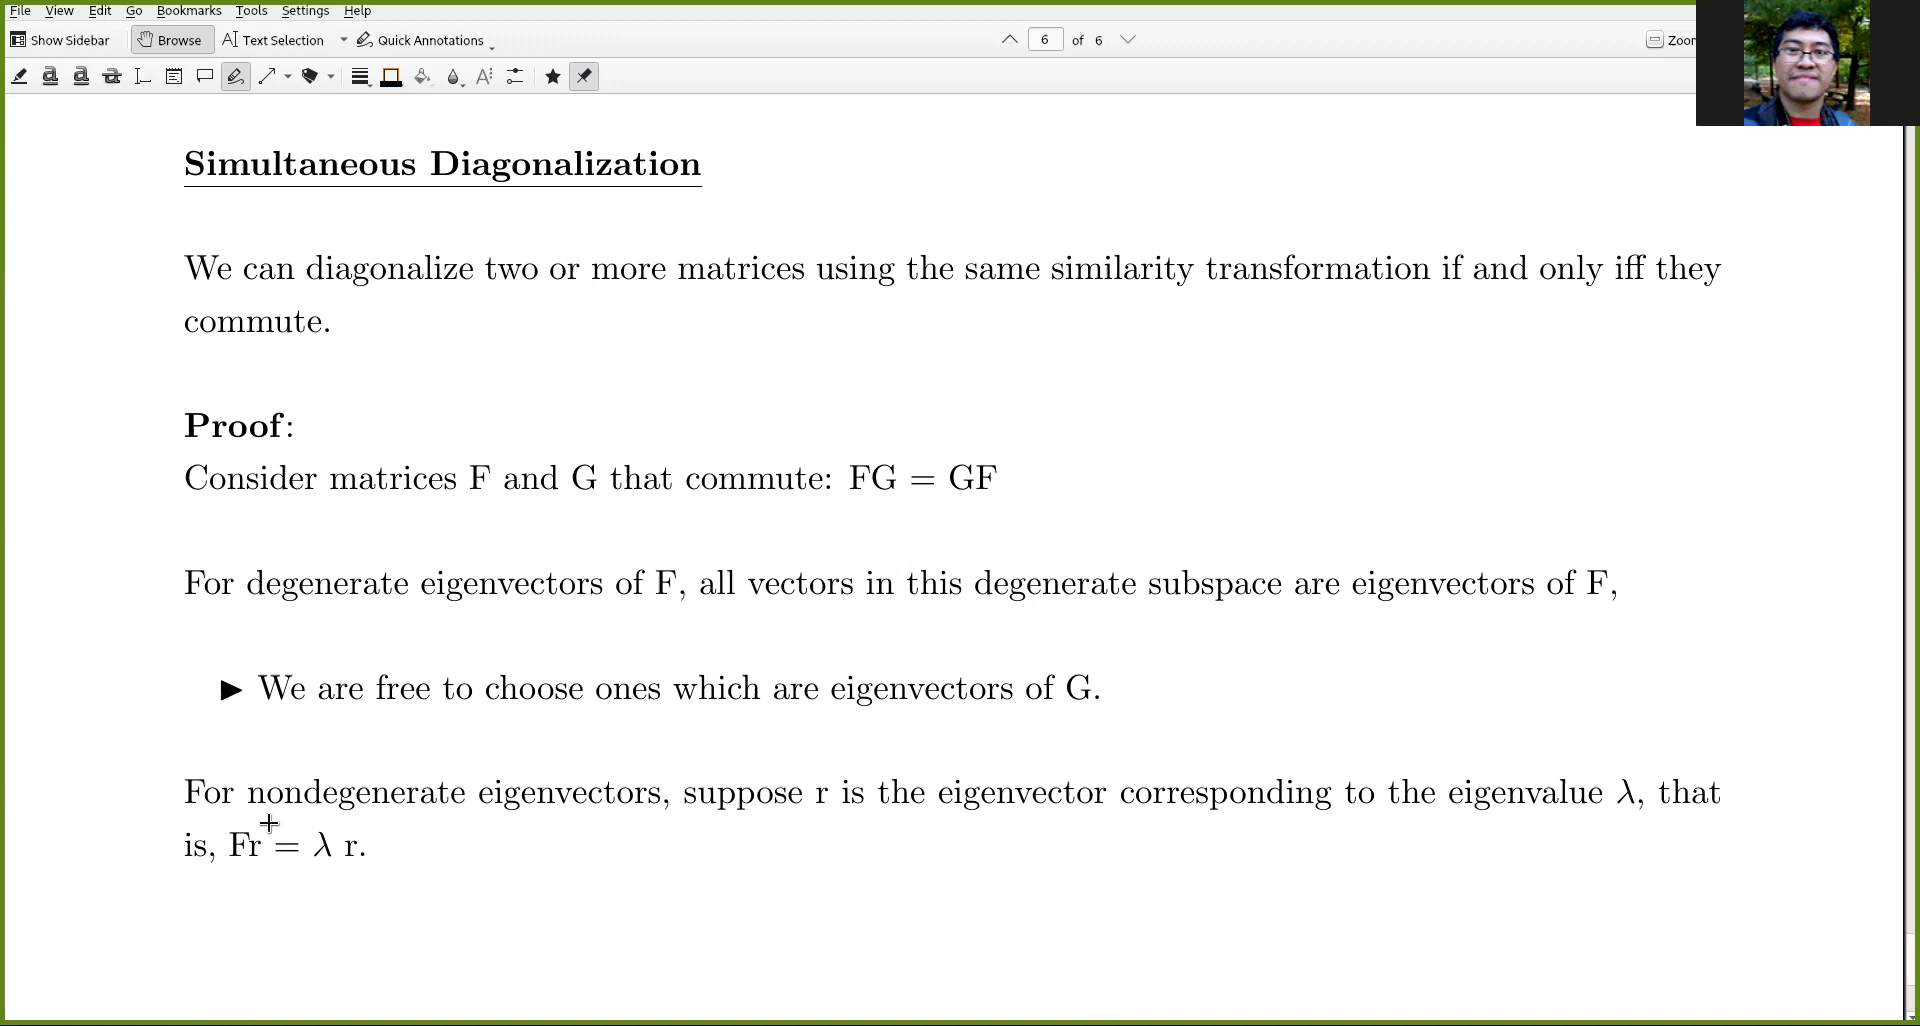 File View Edit Go Bookmarks Tools Settings Help
Show Sidebar Browse Text Selection Quick Annotations 6 of 6
Simultaneous Diagonalization
We can diagonalize two or more matrices using the same similarity transformation if and only iff they
commute.
Proof:
Consider matrices F and G that commute: FG = GF
For degenerate eigenvectors of F, all vectors in this degenerate subspace are eigenvectors of F,
▶ We are free to choose ones which are eigenvectors of G.
For nondegenerate eigenvectors, suppose r is the eigenvector corresponding to the eigenvalue λ, that
is, Fr = λ r.